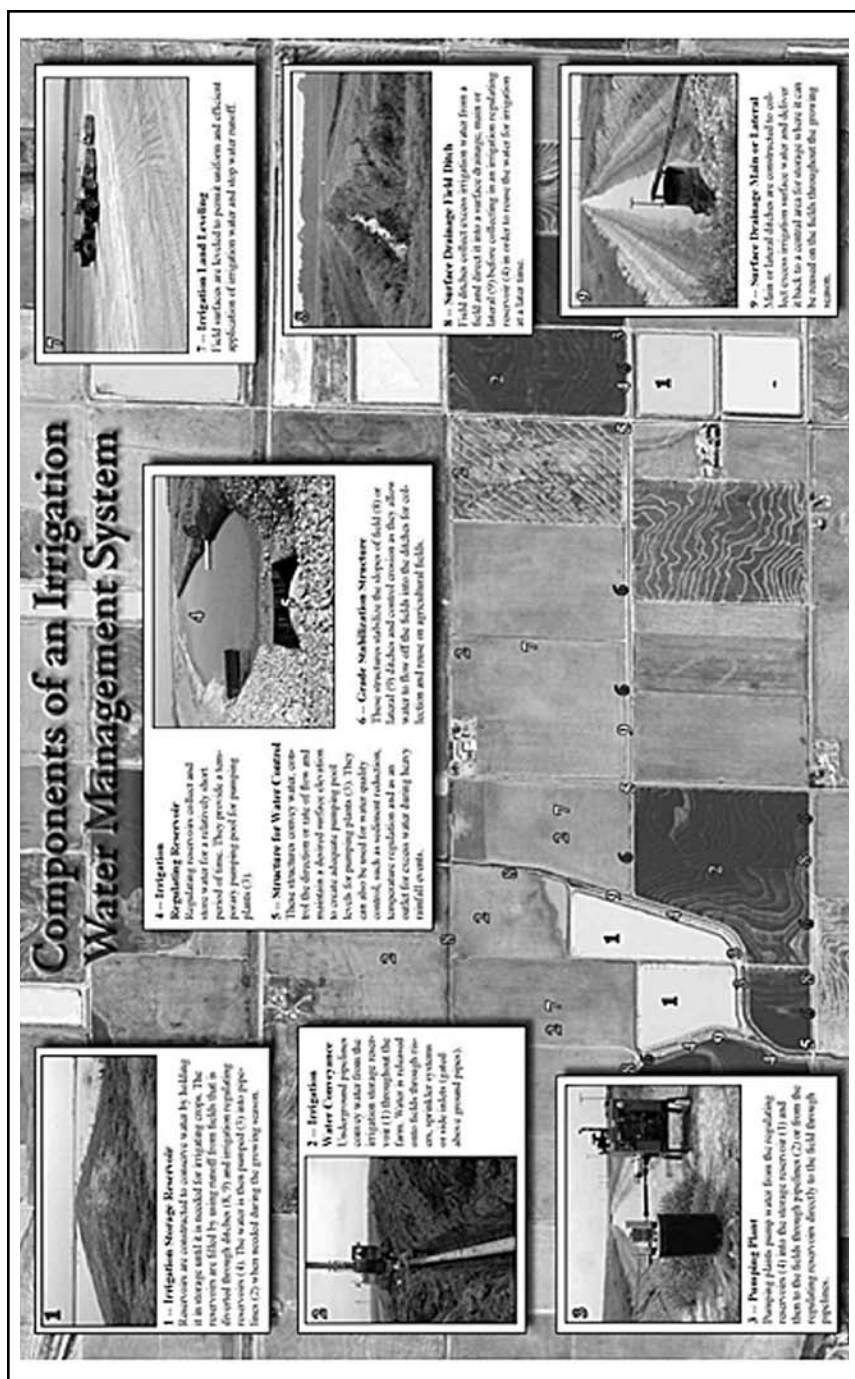 Components of an Irrigation
Water Management System
1
1 – Irrigation Storage Reservoir
Reservoirs are constructed to conserve water by holding
it in storage until it is needed for irrigating crops. The
reservoirs are filled by using runoff from fields that is
diverted through ditches (8, 9) and irrigation regulating
reservoirs (4). The water is then pumped (3) into pipe-
lines (2) when needed during the growing season.
2
2 – Irrigation
Water Conveyance
Underground pipelines
convey water from the
irrigation storage reser-
voir (1) throughout the
farm. Water is released
onto fields through ris-
ers, sprinkler systems
or side inlets (gated
above ground pipes).
3
3 – Pumping Plant
Pumping plants pump water from the regulating
reservoirs (4) into the storage reservoir (1) and
then to the fields through pipelines (2) or from the
regulating reservoirs directly to the field through
pipelines.
4 – Irrigation
Regulating Reservoir
Regulating reservoirs collect and
store water for a relatively short
period of time. They provide a tem-
porary pumping pool for pumping
plants (3).
5 – Structure for Water Control
These structures convey water, con-
trol the direction or rate of flow and
maintain a desired surface elevation
to create adequate pumping pool
levels for pumping plants (3). They
can also be used for water quality
control, such as sediment reduction,
temperature regulation and as an
outlet for excess water during heavy
rainfall events.
4
5
6
6 – Grade Stabilization Structure
These structures stabilize the slopes of field (8) or
lateral (9) ditches and control erosion as they allow
water to flow off the fields into the ditches for col-
lection and reuse on agricultural fields.
7
7 – Irrigation Land Leveling
Field surfaces are leveled to permit uniform and efficient
application of irrigation water and stop water runoff.
8
8 – Surface Drainage Field Ditch
Field ditches collect excess irrigation water from a
field and direct it into a surface drainage, main or
lateral (9) before collecting in an irrigation regulating
reservoir (4) in order to reuse the water for irrigation
at a later time.
9
9 – Surface Drainage Main or Lateral
Main or lateral ditches are constructed to col-
lect excess irrigation surface water and deliver
it back to a central area for storage where it can
be reused on the fields throughout the growing
season.